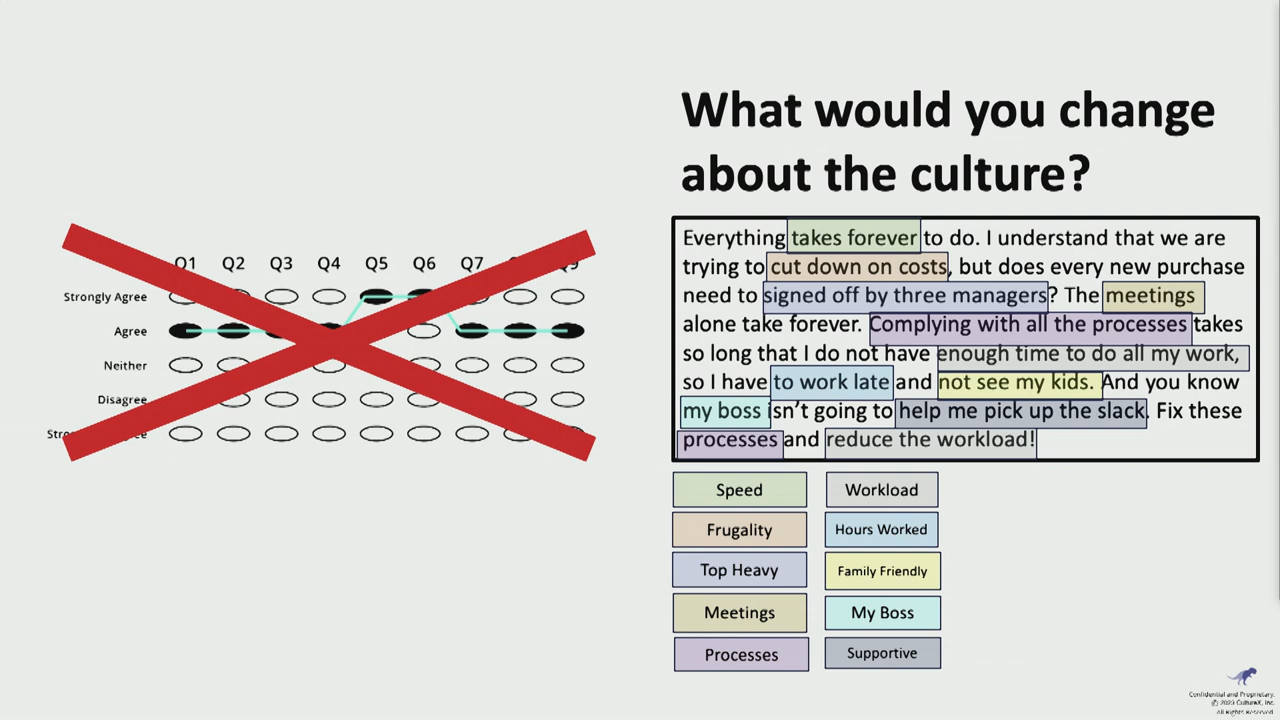 What would you change
about the culture?
Q1 Q2 Q3 Q4 Q5 Q6 Q7
Strongly Agree
Agree
Neither
Disagree
Everything takes forever to do. I understand that we are
trying to cut down on costs, but does every new purchase
need to signed off by three managers? The meetings
alone take forever. Complying with all the processes takes
so long that I do not have enough time to do all my work,
so I have to work late and not see my kids. And you know
my boss isn't going to help me pick up the slack. Fix these
processes and reduce the workload!
Speed Workload
Frugality Hours Worked
Top Heavy Family Friendly
Meetings My Boss
Processes Supportive
Confidential and Proprietary.
All Rights Reserved.